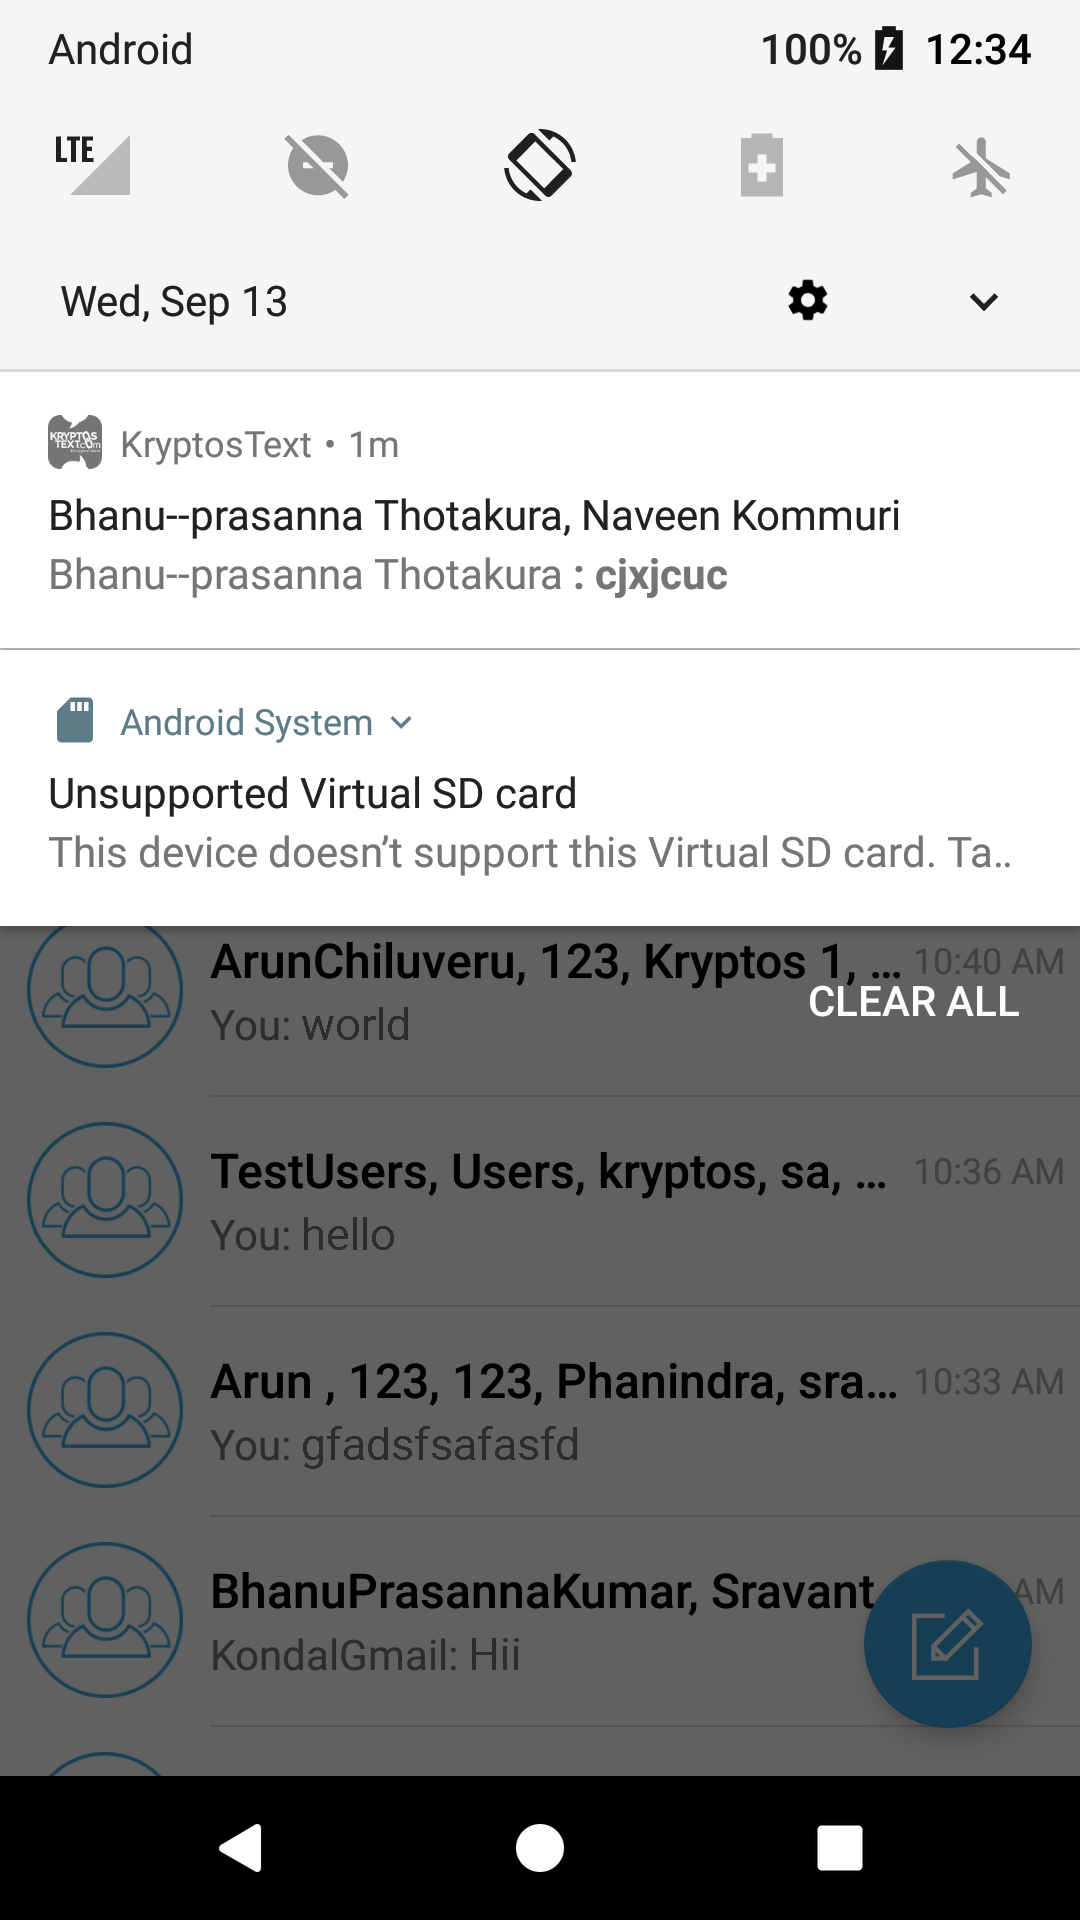 Android 100% 12:34
LTE
Wed, Sep 13
KRYPTOS
TEXT.com
KryptosText • 1m
Bhanu--prasanna Thotakura, Naveen Kommuri
Bhanu--prasanna Thotakura : cjxjcuc
Android System
Unsupported Virtual SD card
This device doesn’t support this Virtual SD card. Ta..
ArunChiluveru, 123, Kryptos 1, ... 10:40 AM
CLEAR ALL
You: world
TestUsers, Users, kryptos, sa, ... 10:36 AM
You: hello
Arun , 123, 123, Phanindra, sra... 10:33 AM
You: gfadsfsafasfd
BhanuPrasannaKumar, Sravant AM
KondalGmail: Hii